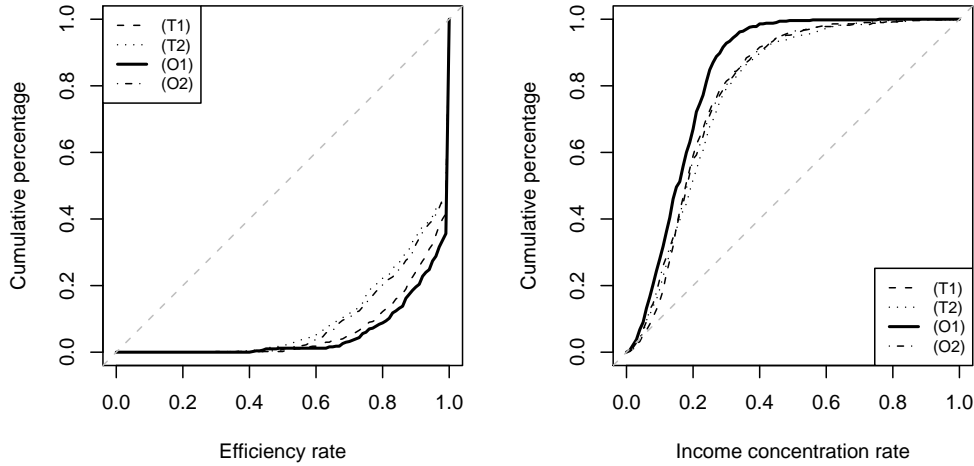 (T1)
(T2)
(O1)
(O2)
Cumulative percentage
0.0 0.2 0.4 0.6 0.8 1.0
0.0 0.2 0.4 0.6 0.8 1.0
Efficiency rate
Cumulative percentage
0.0 0.2 0.4 0.6 0.8 1.0
(T1)
(T2)
(O1)
(O2)
0.0 0.2 0.4 0.6 0.8 1.0
Income concentration rate